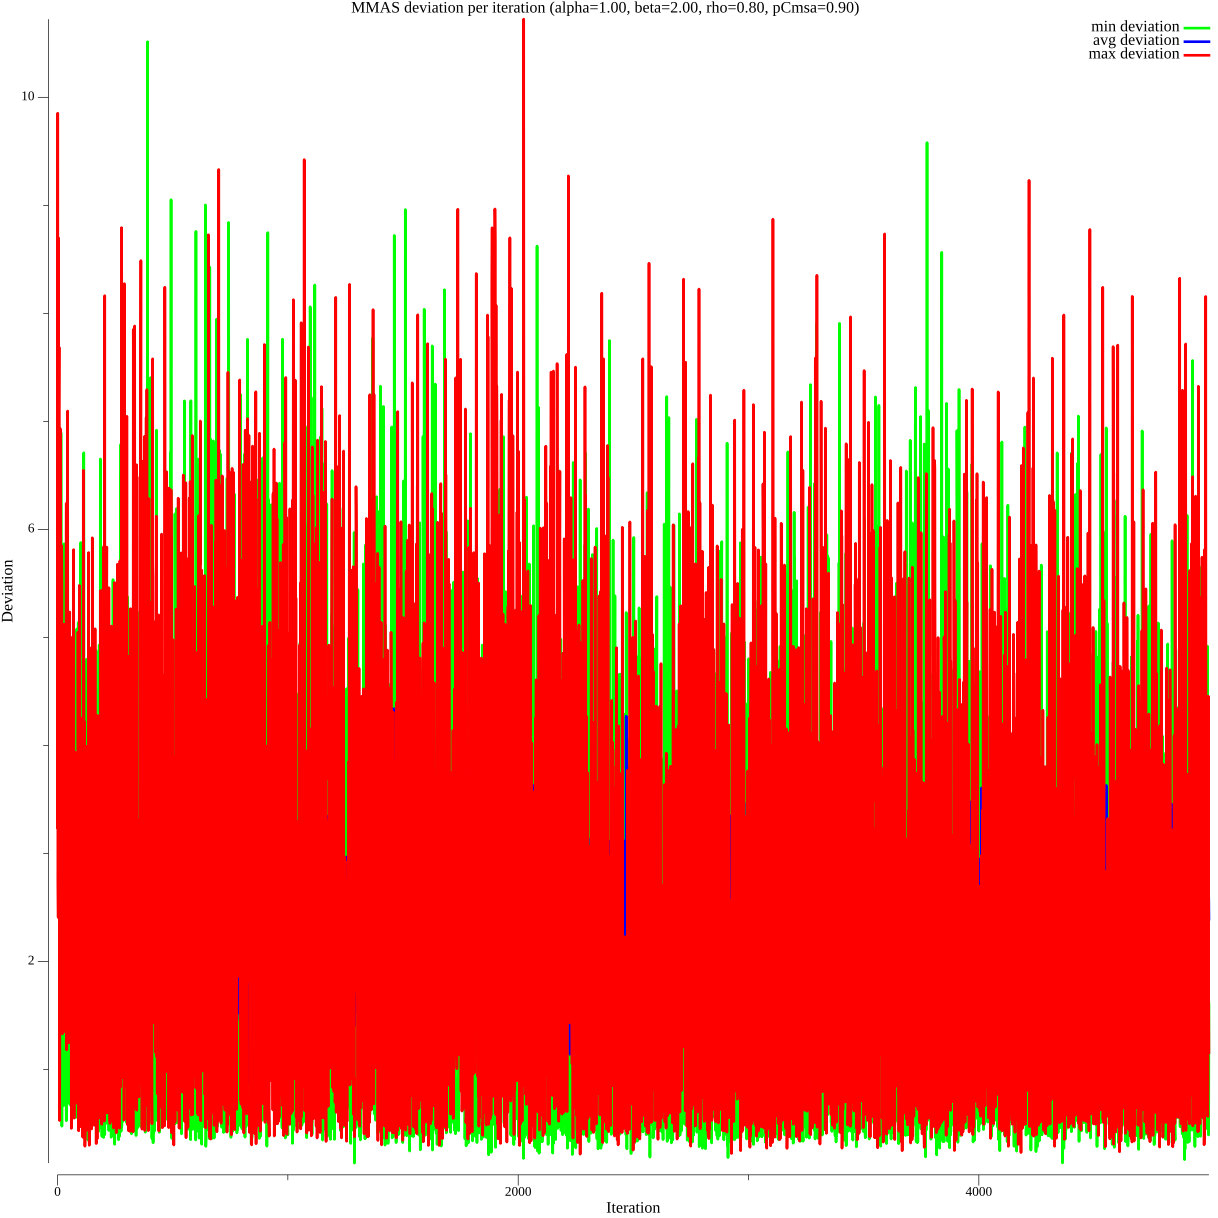 MMAS deviation per iteration (alpha=1.00, beta=2.00, rho=0.80, pCmsa=0.90)
min deviation
avg deviation
max deviation
10
6
2
Deviation
0
2000
4000
Iteration